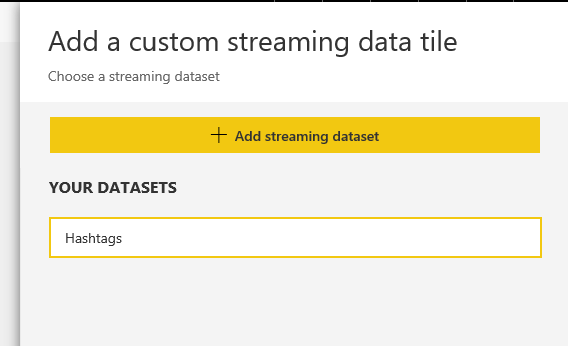 Add a custom streaming data tile
Choose a streaming dataset
Add streaming dataset
YOUR DATASETS
Hashtags